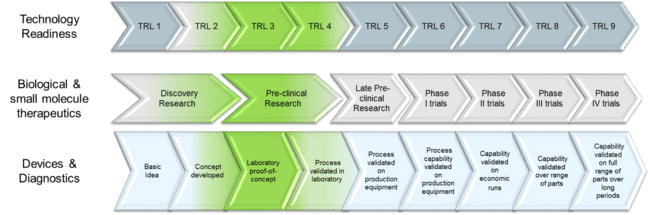 Technology
Readiness
TRL 1
TRL 2
TRL 3
TRL 4
TRL 5
TRL 6
TRL 7
TRL 8
TRL 9
Biological &
small molecule
therapeutics
Discovery
Research
Pre-clinical
Research
Late Pre-
clinical
Research
Phase
I trials
Phase
II trials
Phase
III trials
Phase
IV trials
Devices &
Diagnostics
Basic
Idea
Concept
developed
Laboratory
proof-of-
concept
Process
validated in
laboratory
Process
validated
on
production
equipment
Process
capability
validated
on
production
equipment
Capability
validated
on
economic
runs
Capability
validated
over range
of parts
Capability
validated
on full
range of
parts over
long
periods